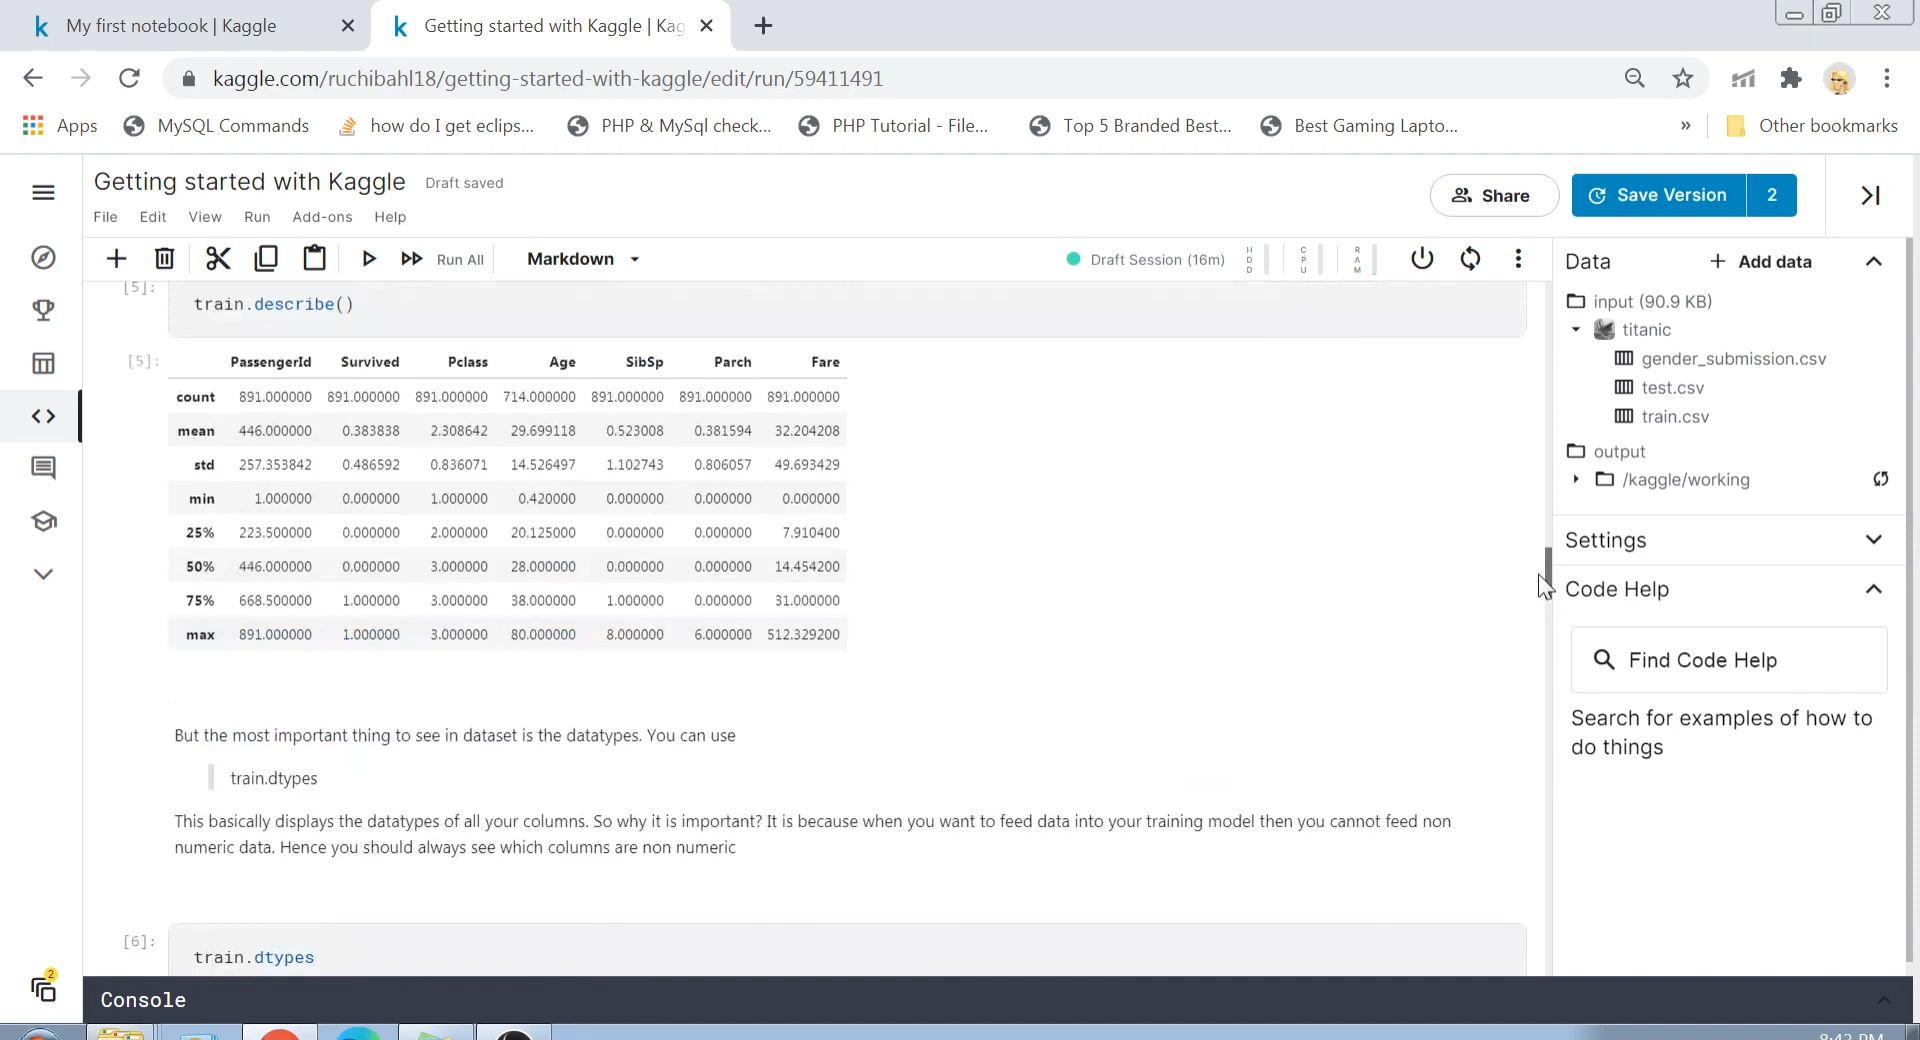 My first notebook | Kaggle
Getting started with Kaggle | Kag
kaggle.com/ruchibahl18/getting-started-with-kaggle/edit/run/59411491
Apps MySQL Commands how do I get eclips... PHP & MySql check... PHP Tutorial - File... Top 5 Branded Best... Best Gaming Lapto... » Other bookmarks
Getting started with Kaggle Draft saved
File Edit View Run Add-ons Help
Share
Save Version 2
Run All Markdown Draft Session (16m) HDD CPU RAM
[5]: train.describe()
[5]: PassengerId Survived Pclass Age SibSp Parch Fare
count 891.000000 891.000000 891.000000 714.000000 891.000000 891.000000 891.000000
mean 446.000000 0.383838 2.308642 29.699118 0.523008 0.381594 32.204208
std 257.353842 0.486592 0.836071 14.526497 1.102743 0.806057 49.693429
min 1.000000 0.000000 1.000000 0.420000 0.000000 0.000000 0.000000
25% 223.500000 0.000000 2.000000 20.125000 0.000000 0.000000 7.910400
50% 446.000000 0.000000 3.000000 28.000000 0.000000 0.000000 14.454200
75% 668.500000 1.000000 3.000000 38.000000 1.000000 0.000000 31.000000
max 891.000000 1.000000 3.000000 80.000000 8.000000 6.000000 512.329200
But the most important thing to see in dataset is the datatypes. You can use
train.dtypes
This basically displays the datatypes of all your columns. So why it is important? It is because when you want to feed data into your training model then you cannot feed non
numeric data. Hence you should always see which columns are non numeric
[6]:
train.dtypes
Data + Add data
input (90.9 KB)
titanic
gender_submission.csv
test.csv
train.csv
output
/kaggle/working
Settings
Code Help
Find Code Help
Search for examples of how to
do things
2
Console
8:42 PM